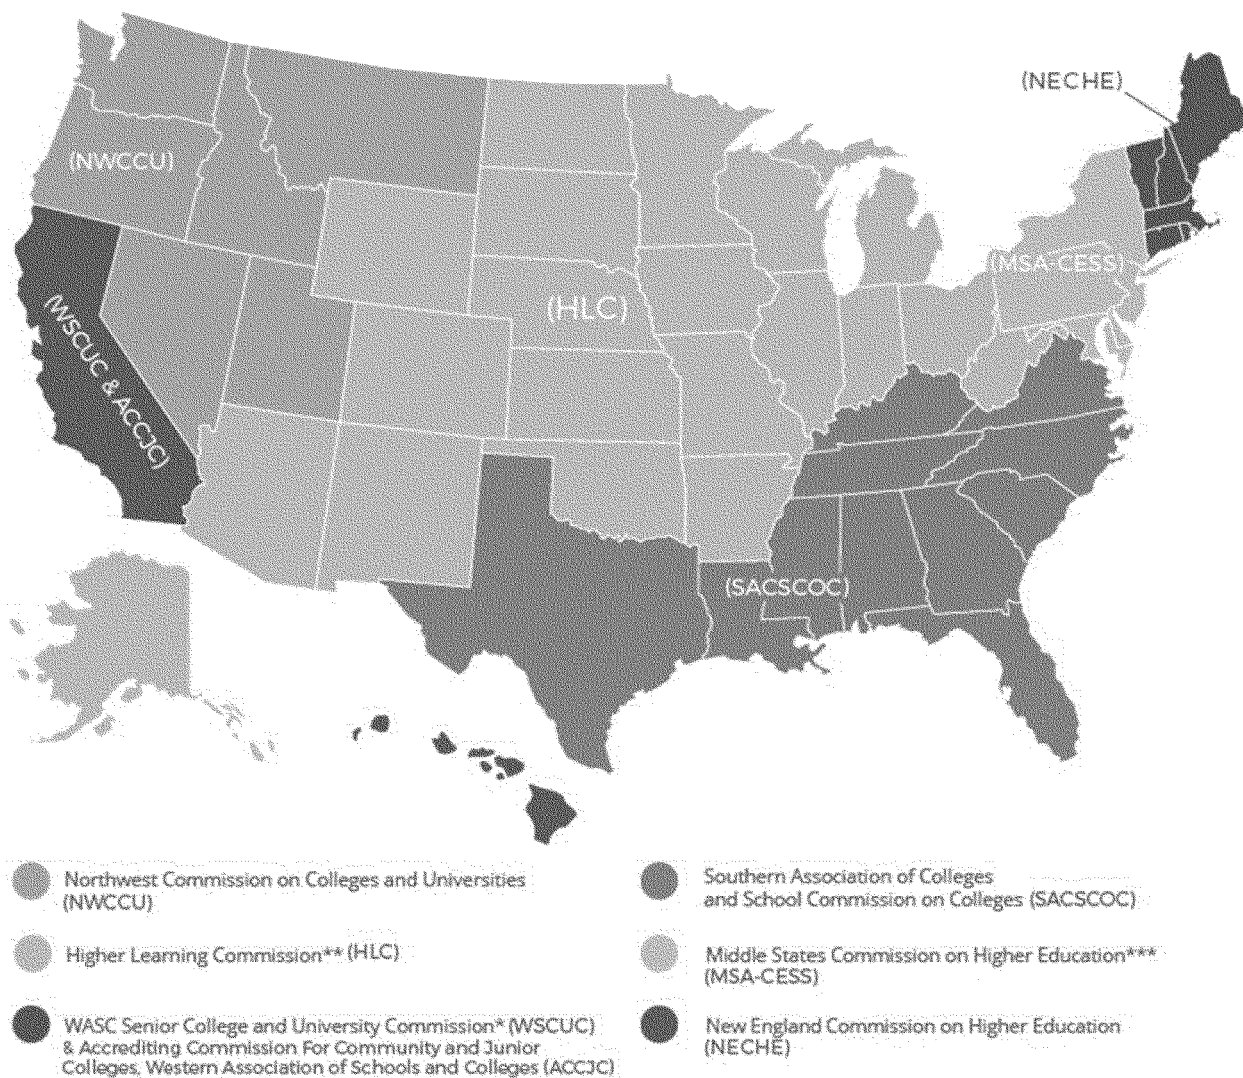 (NECHE)
(NWCCU)
(MSA-CESS)
(HLC)
(WSCUC & ACCJC)
(SACSCOC)
Northwest Commission on Colleges and Universities
(NWCCU)
Higher Learning Commission** (HLC)
WASC Senior College and University Commission* (WSCUC)
& Accrediting Commission For Community and Junior
Colleges, Western Association of Schools and Colleges (ACCJC)
Southern Association of Colleges
and School Commission on Colleges (SACSCOC)
Middle States Commission on Higher Education***
(MSA-CESS)
New England Commission on Higher Education
(NECHE)